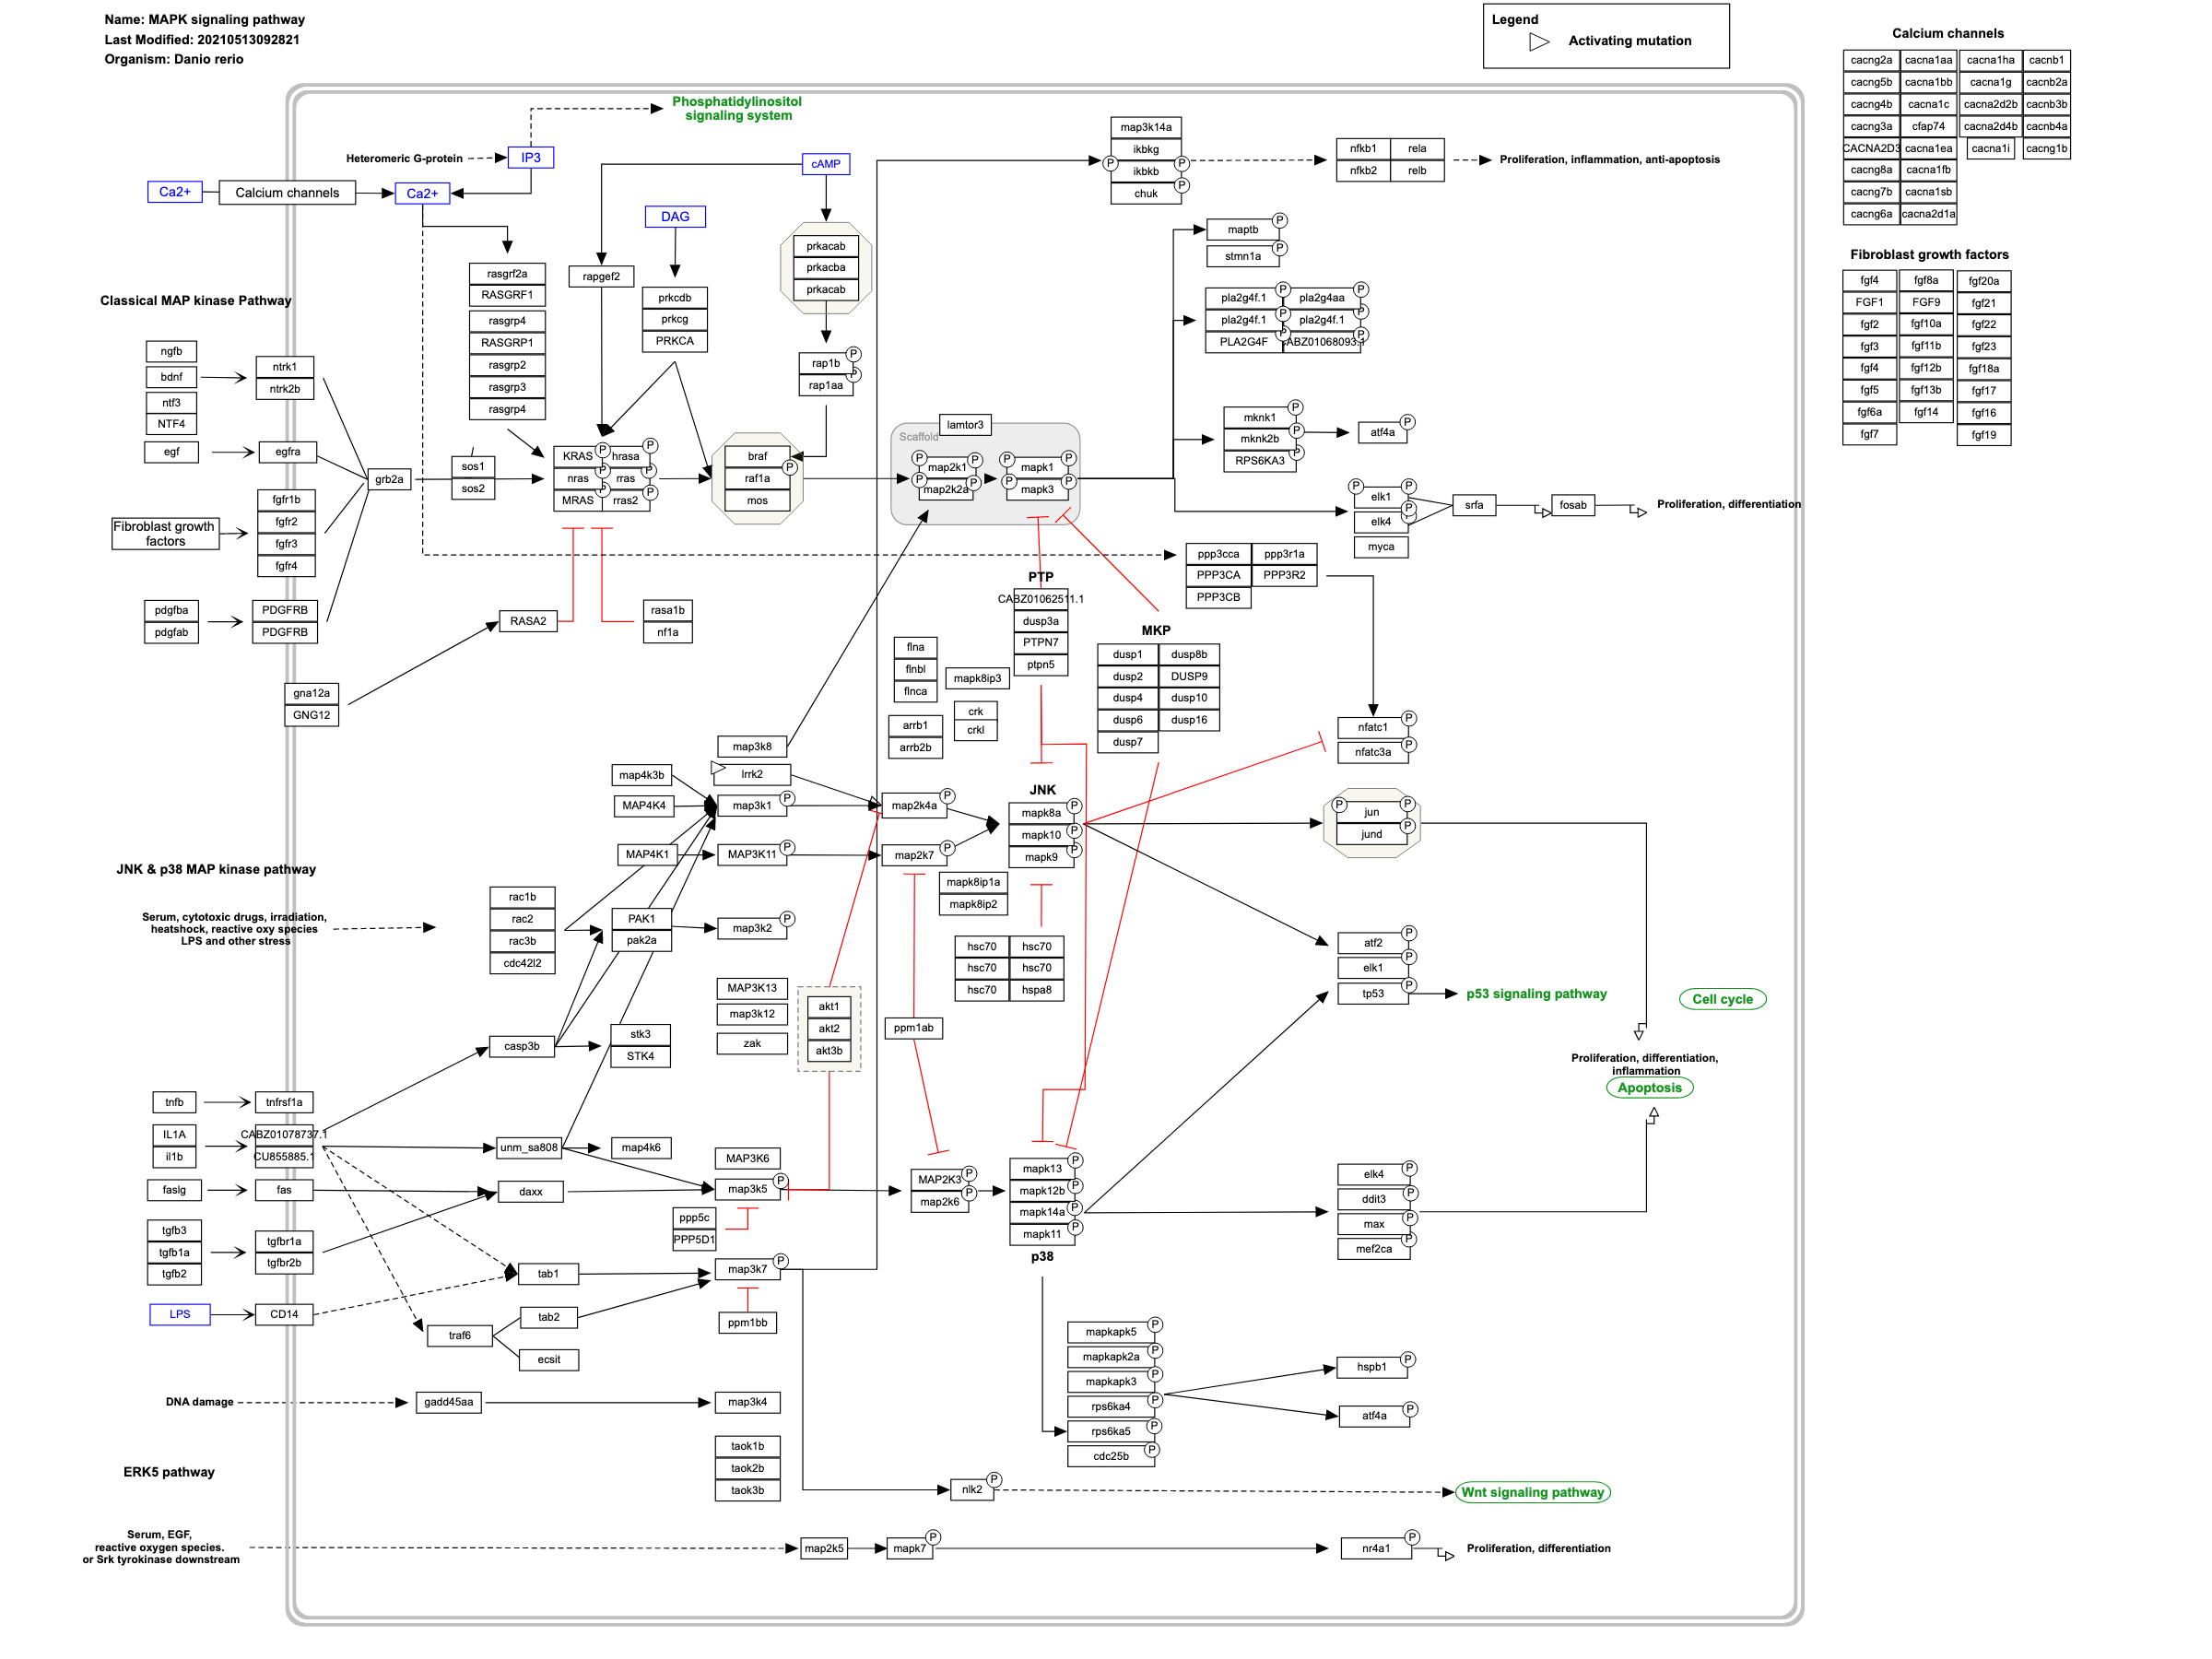 Name: MAPK signaling pathway
Last Modified: 20210513092821
Organism: Danio rerio
Legend
Activating mutation
Calcium channels
cacng2a cacna1aa cacna1ha cacnb1
cacng5b cacna1bb cacna1g cacnb2a
cacng4b cacna1c cacna2d2b cacnb3b
cacng3a cfap74 cacna2d4b cacnb4a
CACNA2D3 cacna1ea cacna1i cacng1b
cacng8a cacna1fb
cacng7b cacna1sb
cacng6a cacna2d1a
Fibroblast growth factors
fgf4 fgf8a fgf20a
FGF1 FGF9 fgf21
fgf2 fgf10a fgf22
fgf3 fgf11b fgf23
fgf4 fgf12b fgf18a
fgf5 fgf13b fgf17
fgf6a fgf14 fgf16
fgf7 fgf19
Phosphatidylinositol
signaling system
Heteromeric G-protein
IP3
cAMP
Ca2+
Calcium channels
Ca2+
DAG
map3k14a
ikbkg
P P
ikbkb
P
chuk
nfkb1 rela
nfkb2 relb
Proliferation, inflammation, anti-apoptosis
prkacab
prkacba
prkacab
rapgef2
rasgrf2a
RASGRF1
rasgrp4
RASGRP1
rasgrp2
rasgrp3
rasgrp4
prkcdb
prkcg
PRKCA
rap1b P
rap1aa P
maptb P
stmn1a P
pla2g4f.1 P pla2g4aa P
pla2g4f.1 P pla2g4f.1 P
PLA2G4F P CABZ01068093.1 P
Classical MAP kinase Pathway
ngfb
bdnf
ntf3
NTF4
ntrk1
ntrk2b
egf
egfra
grb2a
sos1
sos2
KRAS P hrasa P
nras P rras P
MRAS P rras2 P
braf
raf1a P
mos
Scaffold
lamtor3
P map2k1 P
P map2k2a P
P mapk1 P
P mapk3 P
mknk1 P
mknk2b P
RPS6KA3 P
atf4a P
P elk1 P
elk4 P P
myca
srfa
fosab
Proliferation, differentiation
Fibroblast growth
factors
fgfr1b
fgfr2
fgfr3
fgfr4
pdgfba
pdgfab
PDGFRB
PDGFRB
RASA2
rasa1b
nf1a
gna12a
GNG12
ppp3cca ppp3r1a
PPP3CA PPP3R2
PPP3CB
PTP
CABZ01062511.1
dusp3a
PTPN7
ptpn5
MKP
dusp1 dusp8b
dusp2 DUSP9
dusp4 dusp10
dusp6 dusp16
dusp7
flna
flnbl
flnca
mapk8ip3
arrb1
arrb2b
crk
crkl
nfatc1 P
nfatc3a P
map3k8
lrrk2
map4k3b
MAP4K4
map3k1 P
MAP4K1
MAP3K11 P
map2k4a P
map2k7 P
JNK
mapk8a P
mapk10 P
mapk9 P
mapk8ip1a
mapk8ip2
P jun P
jund P
JNK & p38 MAP kinase pathway
Serum, cytotoxic drugs, irradiation,
heatshock, reactive oxy species
LPS and other stress
rac1b
rac2
rac3b
cdc42l2
PAK1
pak2a
map3k2 P
hsc70 hsc70
hsc70 hsc70
hsc70 hspa8
atf2 P
elk1 P
tp53 P
p53 signaling pathway
Cell cycle
MAP3K13
map3k12
zak
akt1
akt2
akt3b
ppm1ab
casp3b
stk3
STK4
Proliferation, differentiation,
inflammation
Apoptosis
tnfb
tnfrsf1a
IL1A
il1b
CABZ01078737.1
CU855885.1
unm_sa808
map4k6
MAP3K6
map3k5 P
faslg
fas
daxx
ppp5c
PPP5D1
MAP2K3 P
map2k6 P
mapk13 P
mapk12b P
mapk14a P
mapk11 P
p38
elk4 P
ddit3 P
max P
mef2ca P
tgfb3
tgfb1a
tgfb2
tgfbr1a
tgfbr2b
tab1
map3k7 P
LPS
CD14
tab2
traf6
ecsit
ppm1bb
mapkapk5 P
mapkapk2a P
mapkapk3 P
rps6ka4 P
rps6ka5 P
cdc25b P
hspb1 P
atf4a P
DNA damage
gadd45aa
map3k4
taok1b
taok2b
taok3b
ERK5 pathway
nlk2 P
Wnt signaling pathway
Serum, EGF,
reactive oxygen species.
or Srk tyrokinase downstream
map2k5
mapk7 P
nr4a1 P
Proliferation, differentiation